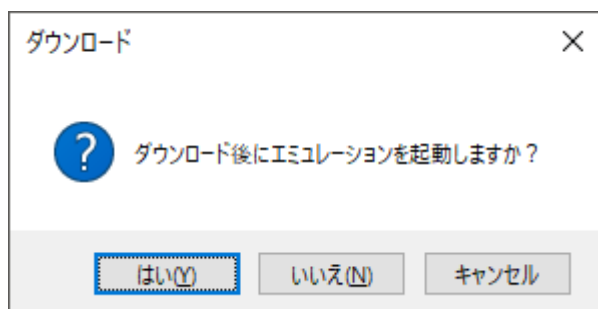 ダウンロード
ダウンロード後にエミュレーションを起動しますか？
はい(Y)
いいえ(N)
キャンセル